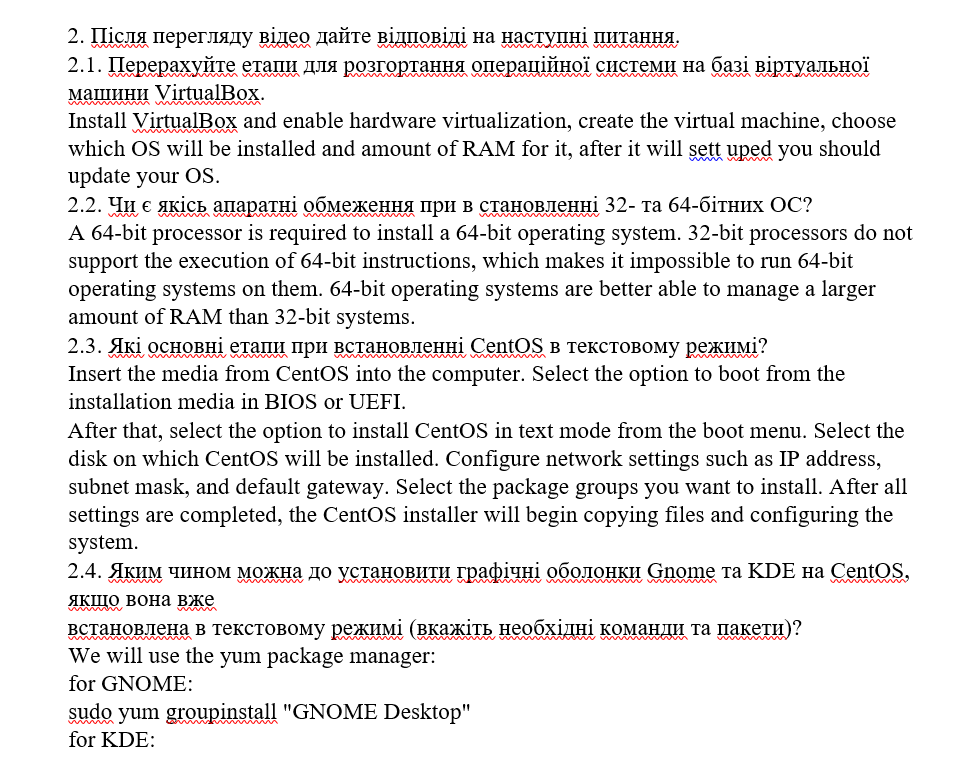 2. Після перегляду відео дайте відповіді на наступні питання.
2.1. Перерахуйте етапи для розгортання операційної системи на базі віртуальної
машини VirtualBox.
Install VirtualBox and enable hardware virtualization, create the virtual machine, choose
which OS will be installed and amount of RAM for it, after it will sett uped you should
update your OS.
2.2. Чи є якісь апаратні обмеження при в становленні 32- та 64-бітних ОС?
A 64-bit processor is required to install a 64-bit operating system. 32-bit processors do not
support the execution of 64-bit instructions, which makes it impossible to run 64-bit
operating systems on them. 64-bit operating systems are better able to manage a larger
amount of RAM than 32-bit systems.
2.3. Які основні етапи при встановленні CentOS в текстовому режимі?
Insert the media from CentOS into the computer. Select the option to boot from the
installation media in BIOS or UEFI.
After that, select the option to install CentOS in text mode from the boot menu. Select the
disk on which CentOS will be installed. Configure network settings such as IP address,
subnet mask, and default gateway. Select the package groups you want to install. After all
settings are completed, the CentOS installer will begin copying files and configuring the
system.
2.4. Яким чином можна до установити графічні оболонки Gnome та KDE на CentOS,
якщо вона вже
встановлена в текстовому режимі (вкажіть необхідні команди та пакети)?
We will use the yum package manager:
for GNOME:
sudo yum groupinstall "GNOME Desktop"
for KDE: